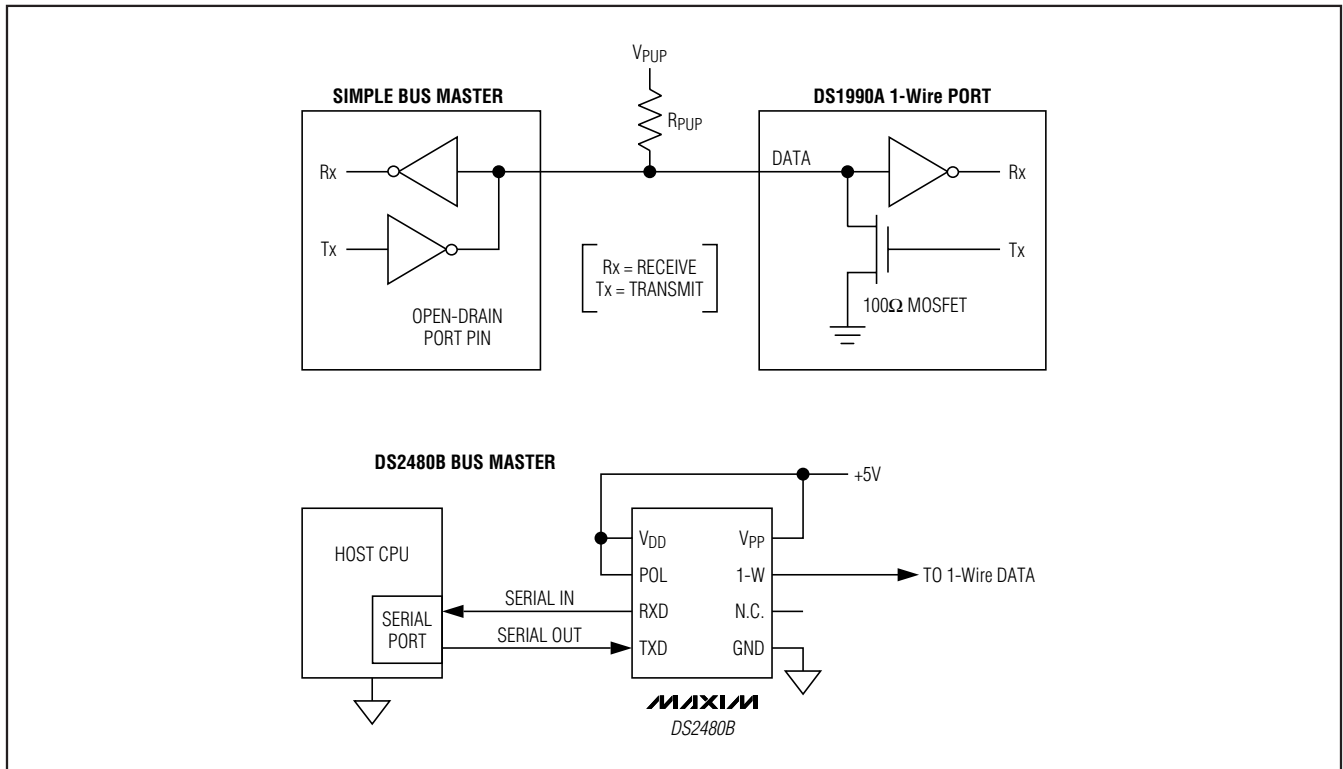 VPUP
SIMPLE BUS MASTER
DS1990A 1-Wire PORT
RPUP
DATA
Rx
Rx
Tx
Tx
Rx = RECEIVE
Tx = TRANSMIT
OPEN-DRAIN
PORT PIN
100Ω MOSFET
DS2480B BUS MASTER
+5V
HOST CPU
VDD
VPP
POL
1-W
TO 1-Wire DATA
SERIAL IN
RXD
N.C.
SERIAL
PORT
SERIAL OUT
TXD
GND
MAXIM
DS2480B